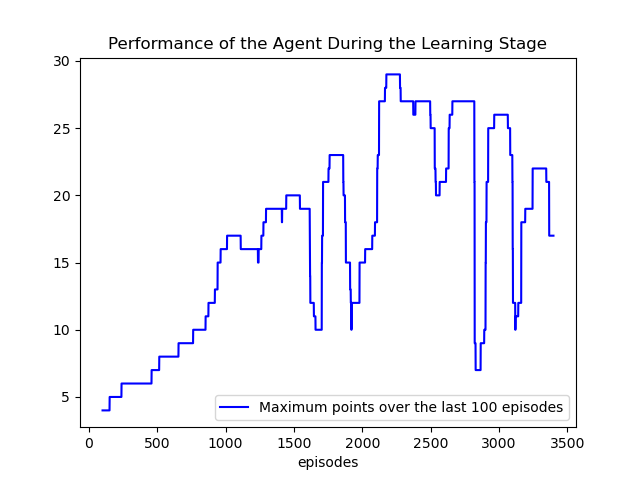 Performance of the Agent During the Learning Stage
30
25
20
15
10
5
Maximum points over the last 100 episodes
0 500 1000 1500 2000 2500 3000 3500
episodes